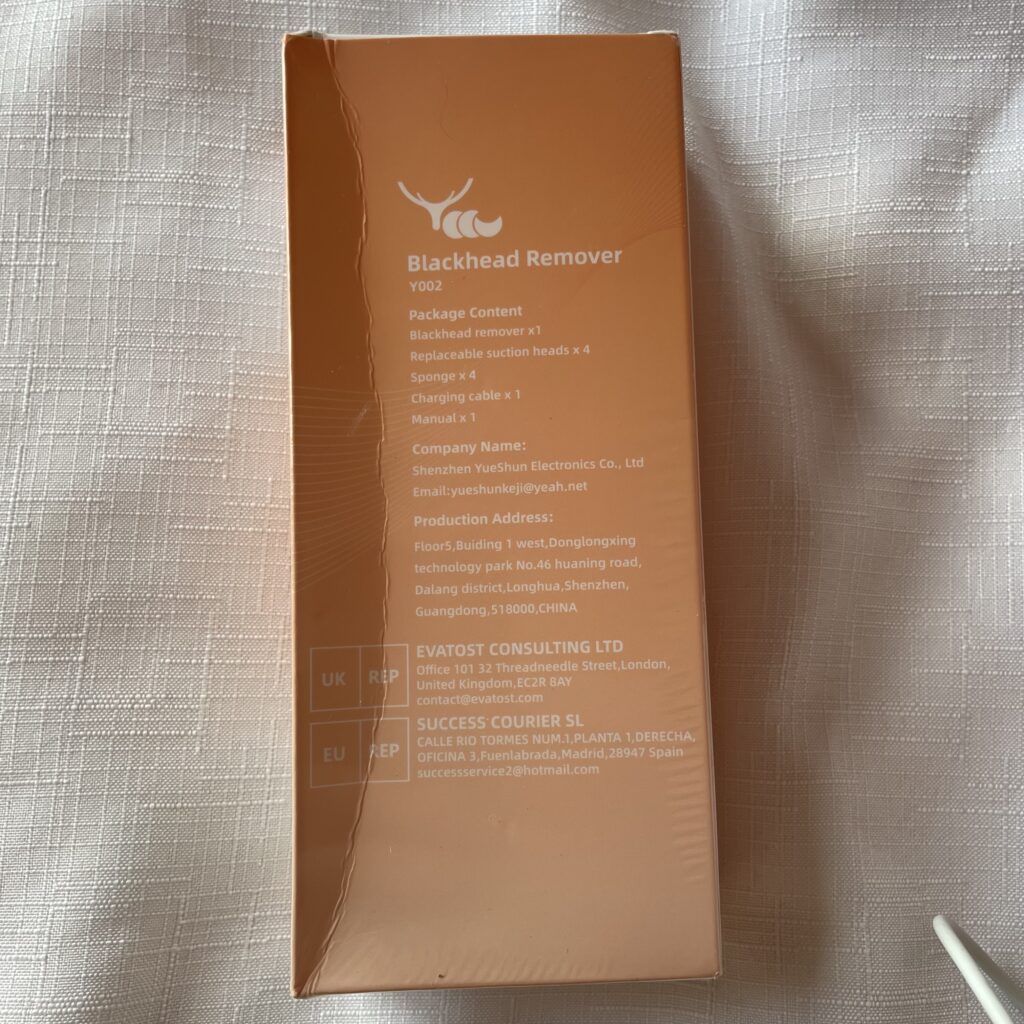 Blackhead Remover
Y002
Package Content
Blackhead remover x1
Replaceable suction heads x 4
Sponge x 4
Charging cable x 1
Manual x 1
Company Name:
Shenzhen YueShun Electronics Co., Ltd
Email:yueshunkeji@yeah.net
Production Address:
Floor5,Buiding 1 west,Donglongxing
technology park No.46 huaning road,
Dalang district,Longhua,Shenzhen,
Guangdong,518000,CHINA
UK REP
EVATOST CONSULTING LTD
Office 101 32 Threadneedle Street,London,
United Kingdom,EC2R 8AY
contact@evatost.com
EU REP
SUCCESS COURIER SL
CALLE RIO TORMES NUM.1,PLANTA 1,DERECHA,
OFICINA 3,Fuenlabrada,Madrid,28947 Spain
successservice2@hotmail.com